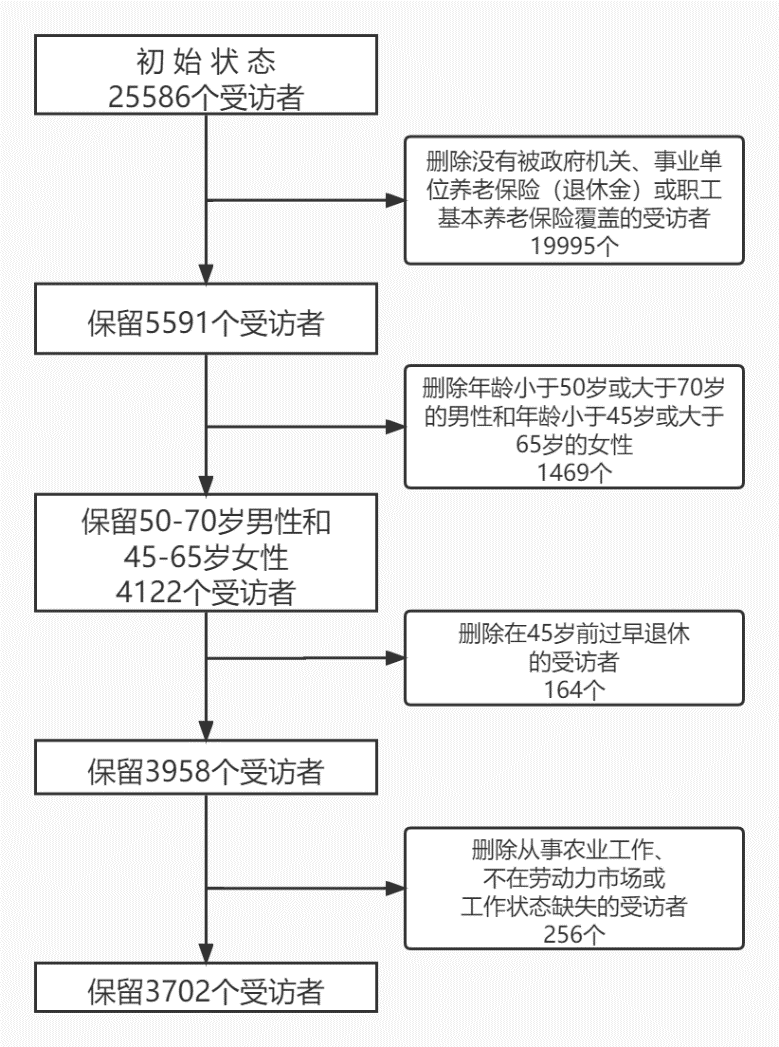 初 始 状 态
25586个受访者
删除没有被政府机关、事业单
位养老保险（退休金）或职工
基本养老保险覆盖的受访者
19995个
保留5591个受访者
删除年龄小于50岁或大于70岁
的男性和年龄小于45岁或大于
65岁的女性
1469个
保留50-70岁男性和
45-65岁女性
4122个受访者
删除在45岁前过早退休
的受访者
164个
保留3958个受访者
删除从事农业工作、
不在劳动力市场或
工作状态缺失的受访者
256个
保留3702个受访者